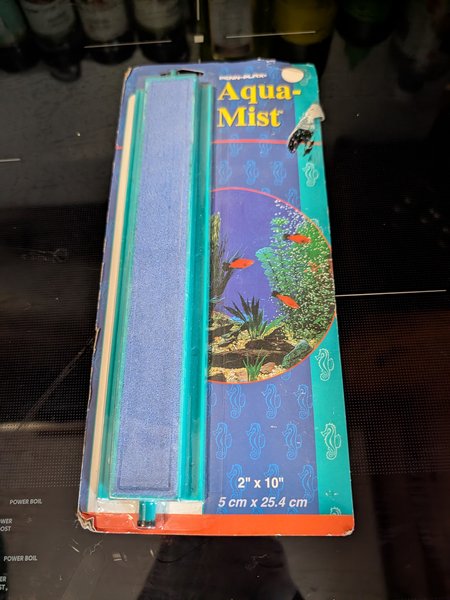 PENN-PLAX
Aqua-
Mist
2" x 10"
5 cm x 25.4 cm
POWER BOIL
POWER BOIL